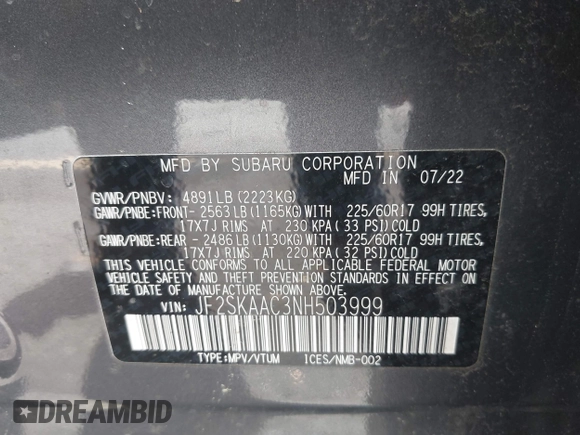 MFD BY SUBARU CORPORATION
MFD IN 07/22
GVWR/PNBV: 4891LB(2223KG)
GAWR/PNBE:FRONT- 2563LB(1165KG)WITH 225/60R17 99H TIRES,
17X7J RIMS AT 230 KPA( 33 PSI)COLD
GAWR/PNBE:REAR - 2486LB(1130KG)WITH 225/60R17 99H TIRES,
17X7J RIMS AT 220 KPA( 32 PSI)COLD
THIS VEHICLE CONFORMS TO ALL APPLICABLE FEDERAL MOTOR
VEHICLE SAFETY AND THEFT PREVENTION STANDARDS IN EFFECT ON
THE DATE OF MANUFACTURE SHOWN ABOVE.
VIN: JF2SKAAC3NH503999
TYPE:MPV/VTUM ICES/NMB-002
DREAMBID